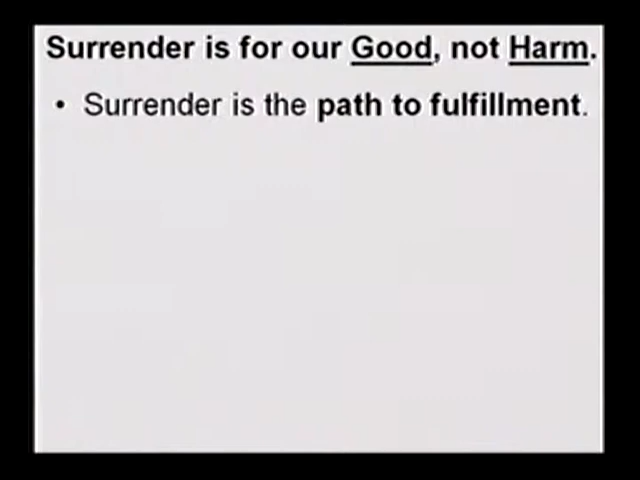 Surrender is for our Good, not Harm.
• Surrender is the path to fulfillment.